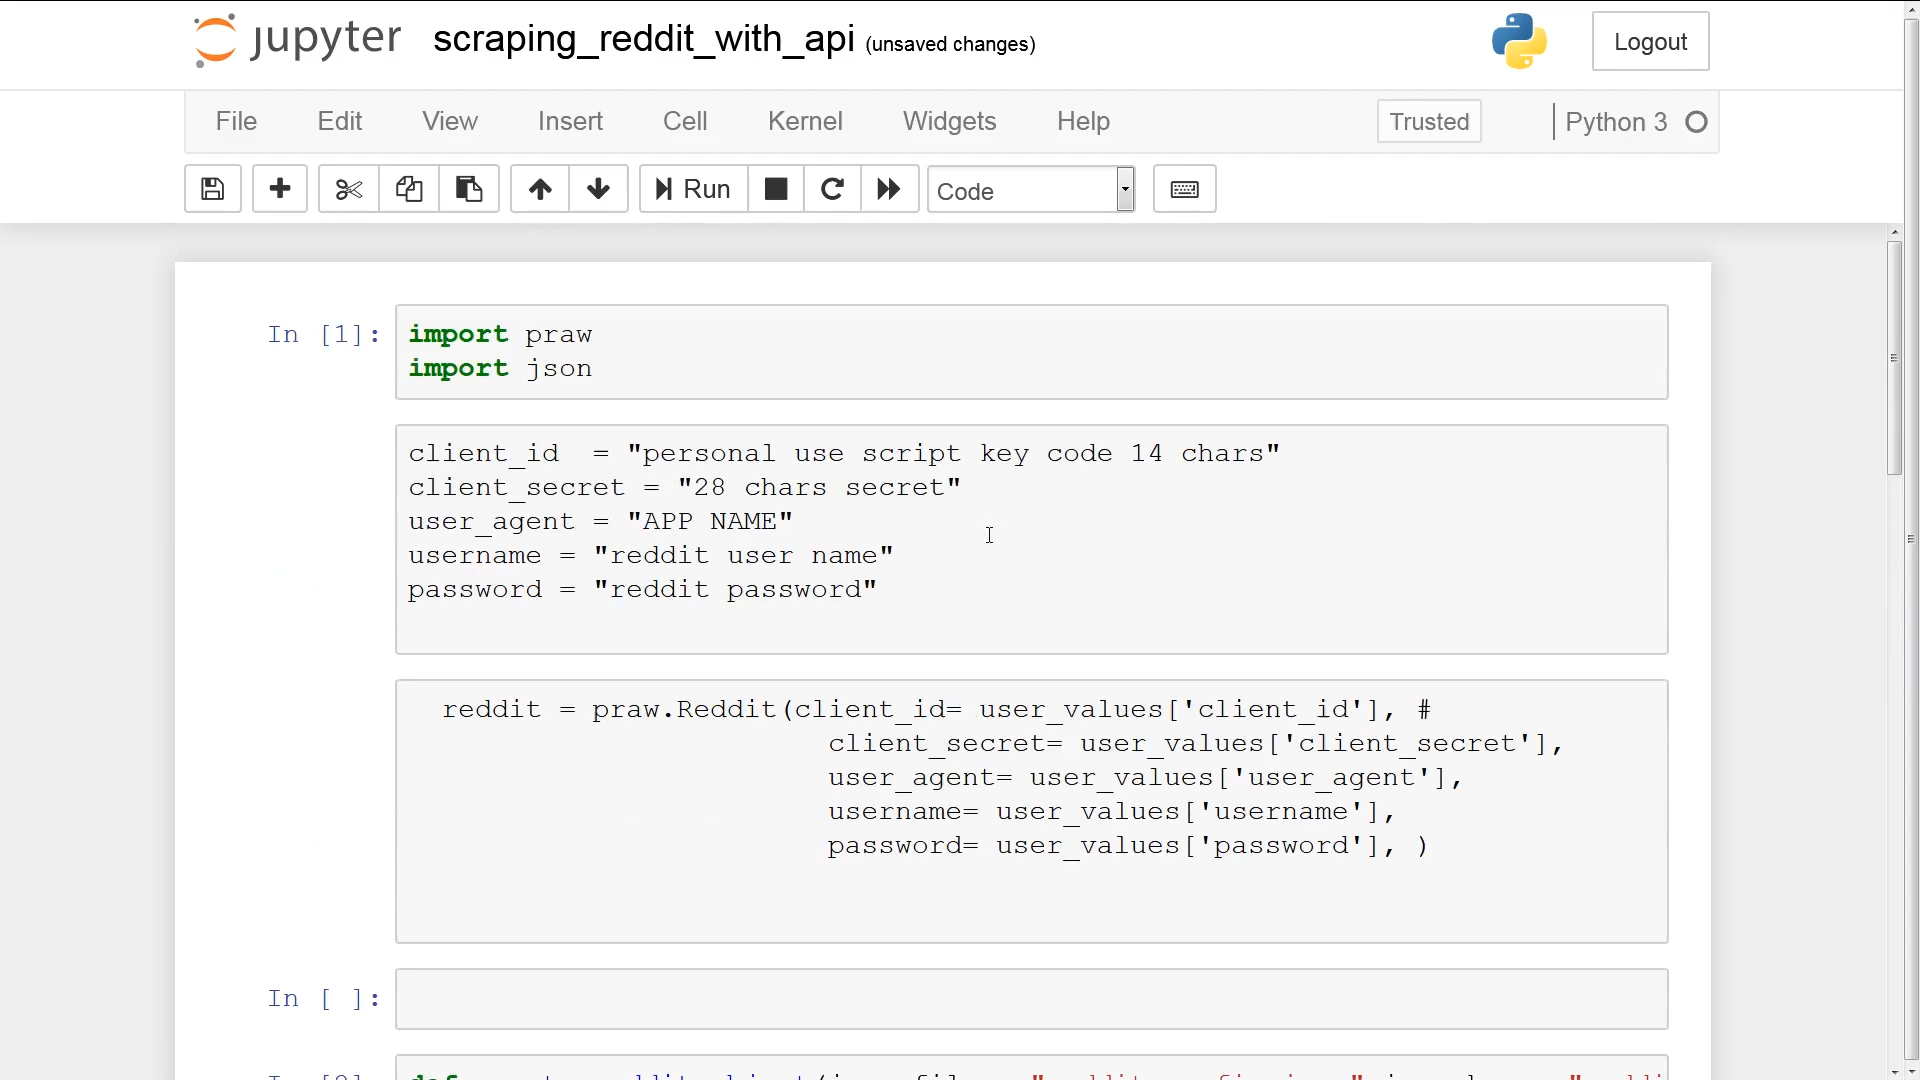 jupyter scraping_reddit_with_api (unsaved changes) Logout
File Edit View Insert Cell Kernel Widgets Help Trusted Python 3
Run Code
In [1]: import praw
import json
client_id  = "personal use script key code 14 chars"
client_secret = "28 chars secret"
user_agent = "APP NAME"
username = "reddit user name"
password = "reddit password"
reddit = praw.Reddit(client_id= user_values['client_id'], #
client_secret= user_values['client_secret'],
user_agent= user_values['user_agent'],
username= user_values['username'],
password= user_values['password'], )
In [ ]: